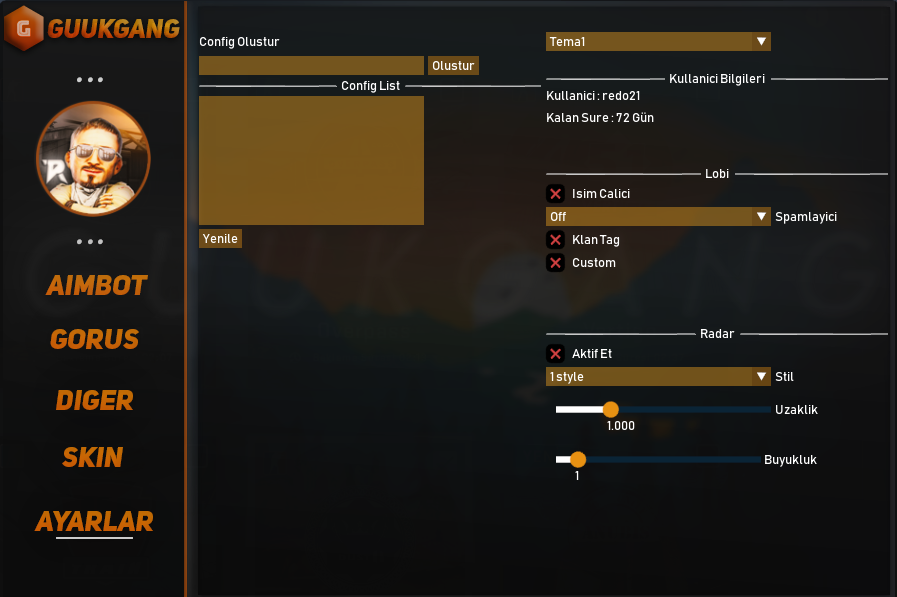 G GUUKGANG
AIMBOT
GORUS
DIGER
SKIN
AYARLAR
Config Olustur
Olustur
Config List
Yenile
Tema1
Kullanici Bilgileri
Kullanici : redo21
Kalan Sure : 72 Gün
Lobi
Isim Calici
Off Spamlayici
Klan Tag
Custom
Radar
Aktif Et
1 style Stil
Uzaklik
1.000
Buyukluk
1
GUUKGANG